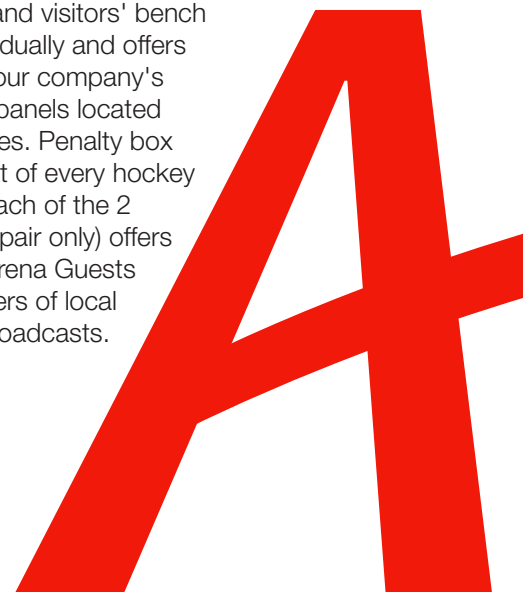 and visitors' bench
dually and offers
our company's
panels located
es. Penalty box
t of every hockey
ach of the 2
pair only) offers
rena Guests
ers of local
oadcasts.
A